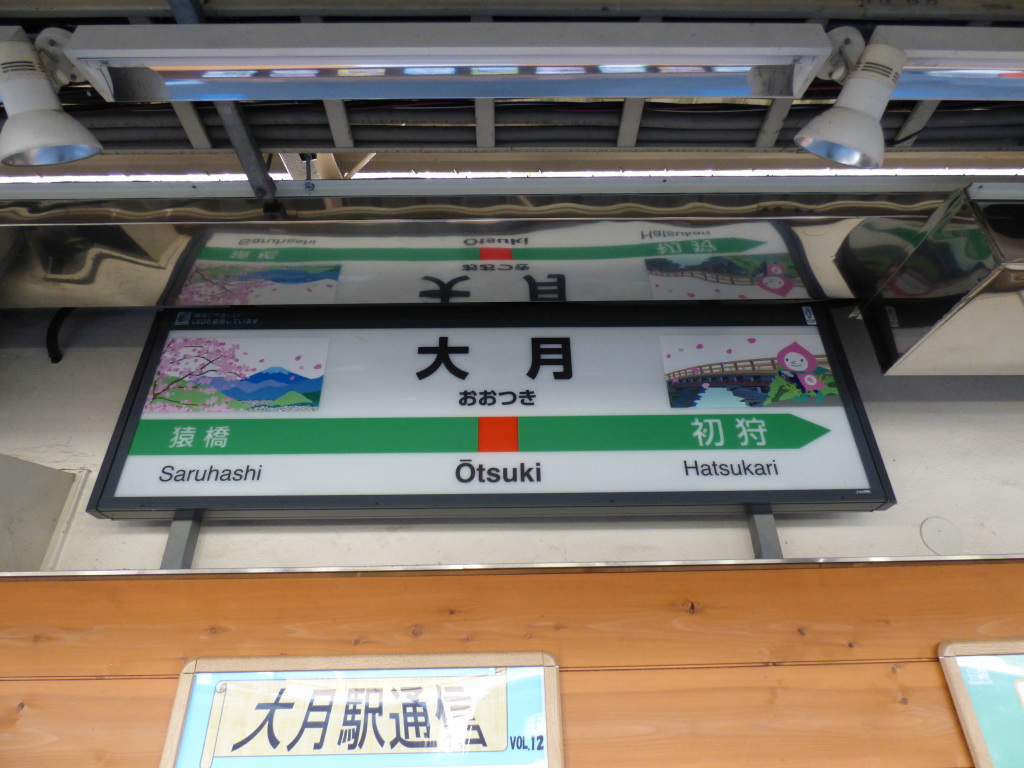 大月
おおつき
猿橋 初狩
Saruhashi Ōtsuki Hatsukari
大月駅通信
VOL.12